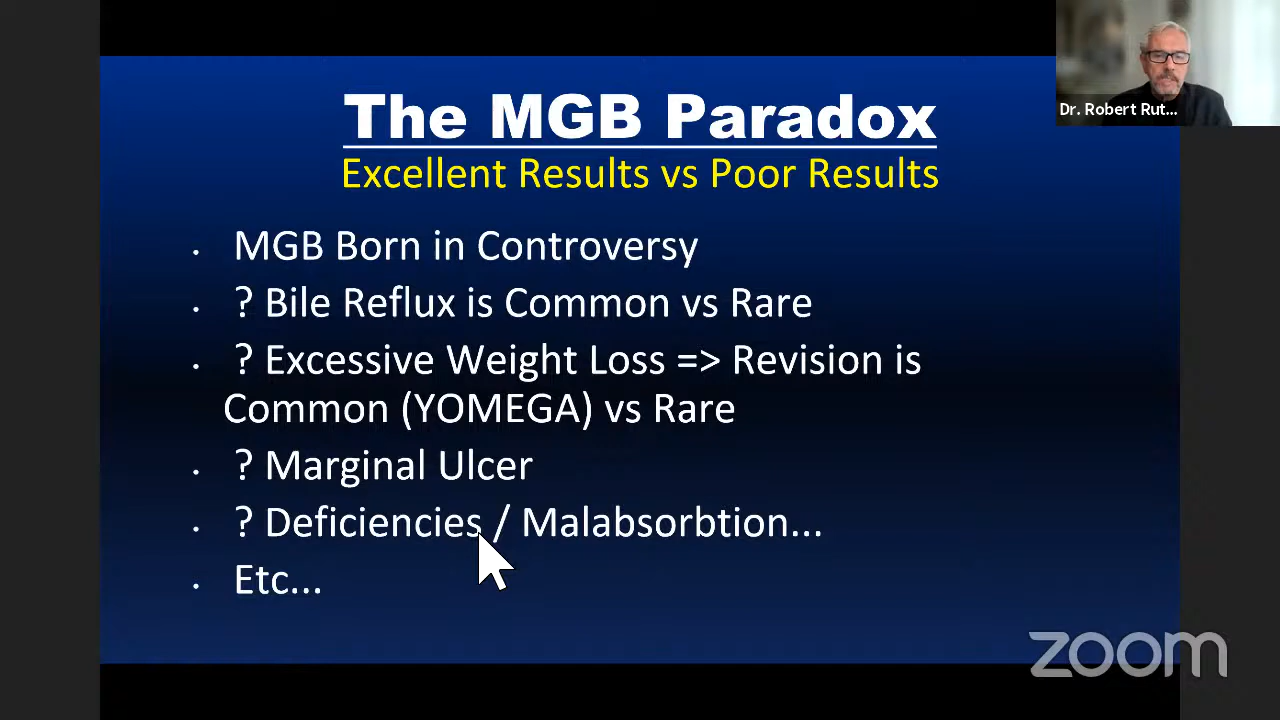 The MGB Paradox
Dr. Robert Rut...
Excellent Results vs Poor Results
• MGB Born in Controversy
• ? Bile Reflux is Common vs Rare
• ? Excessive Weight Loss => Revision is
Common (YOMEGA) vs Rare
• ? Marginal Ulcer
• ? Deficiencies / Malabsorbtion...
• Etc...
zoom